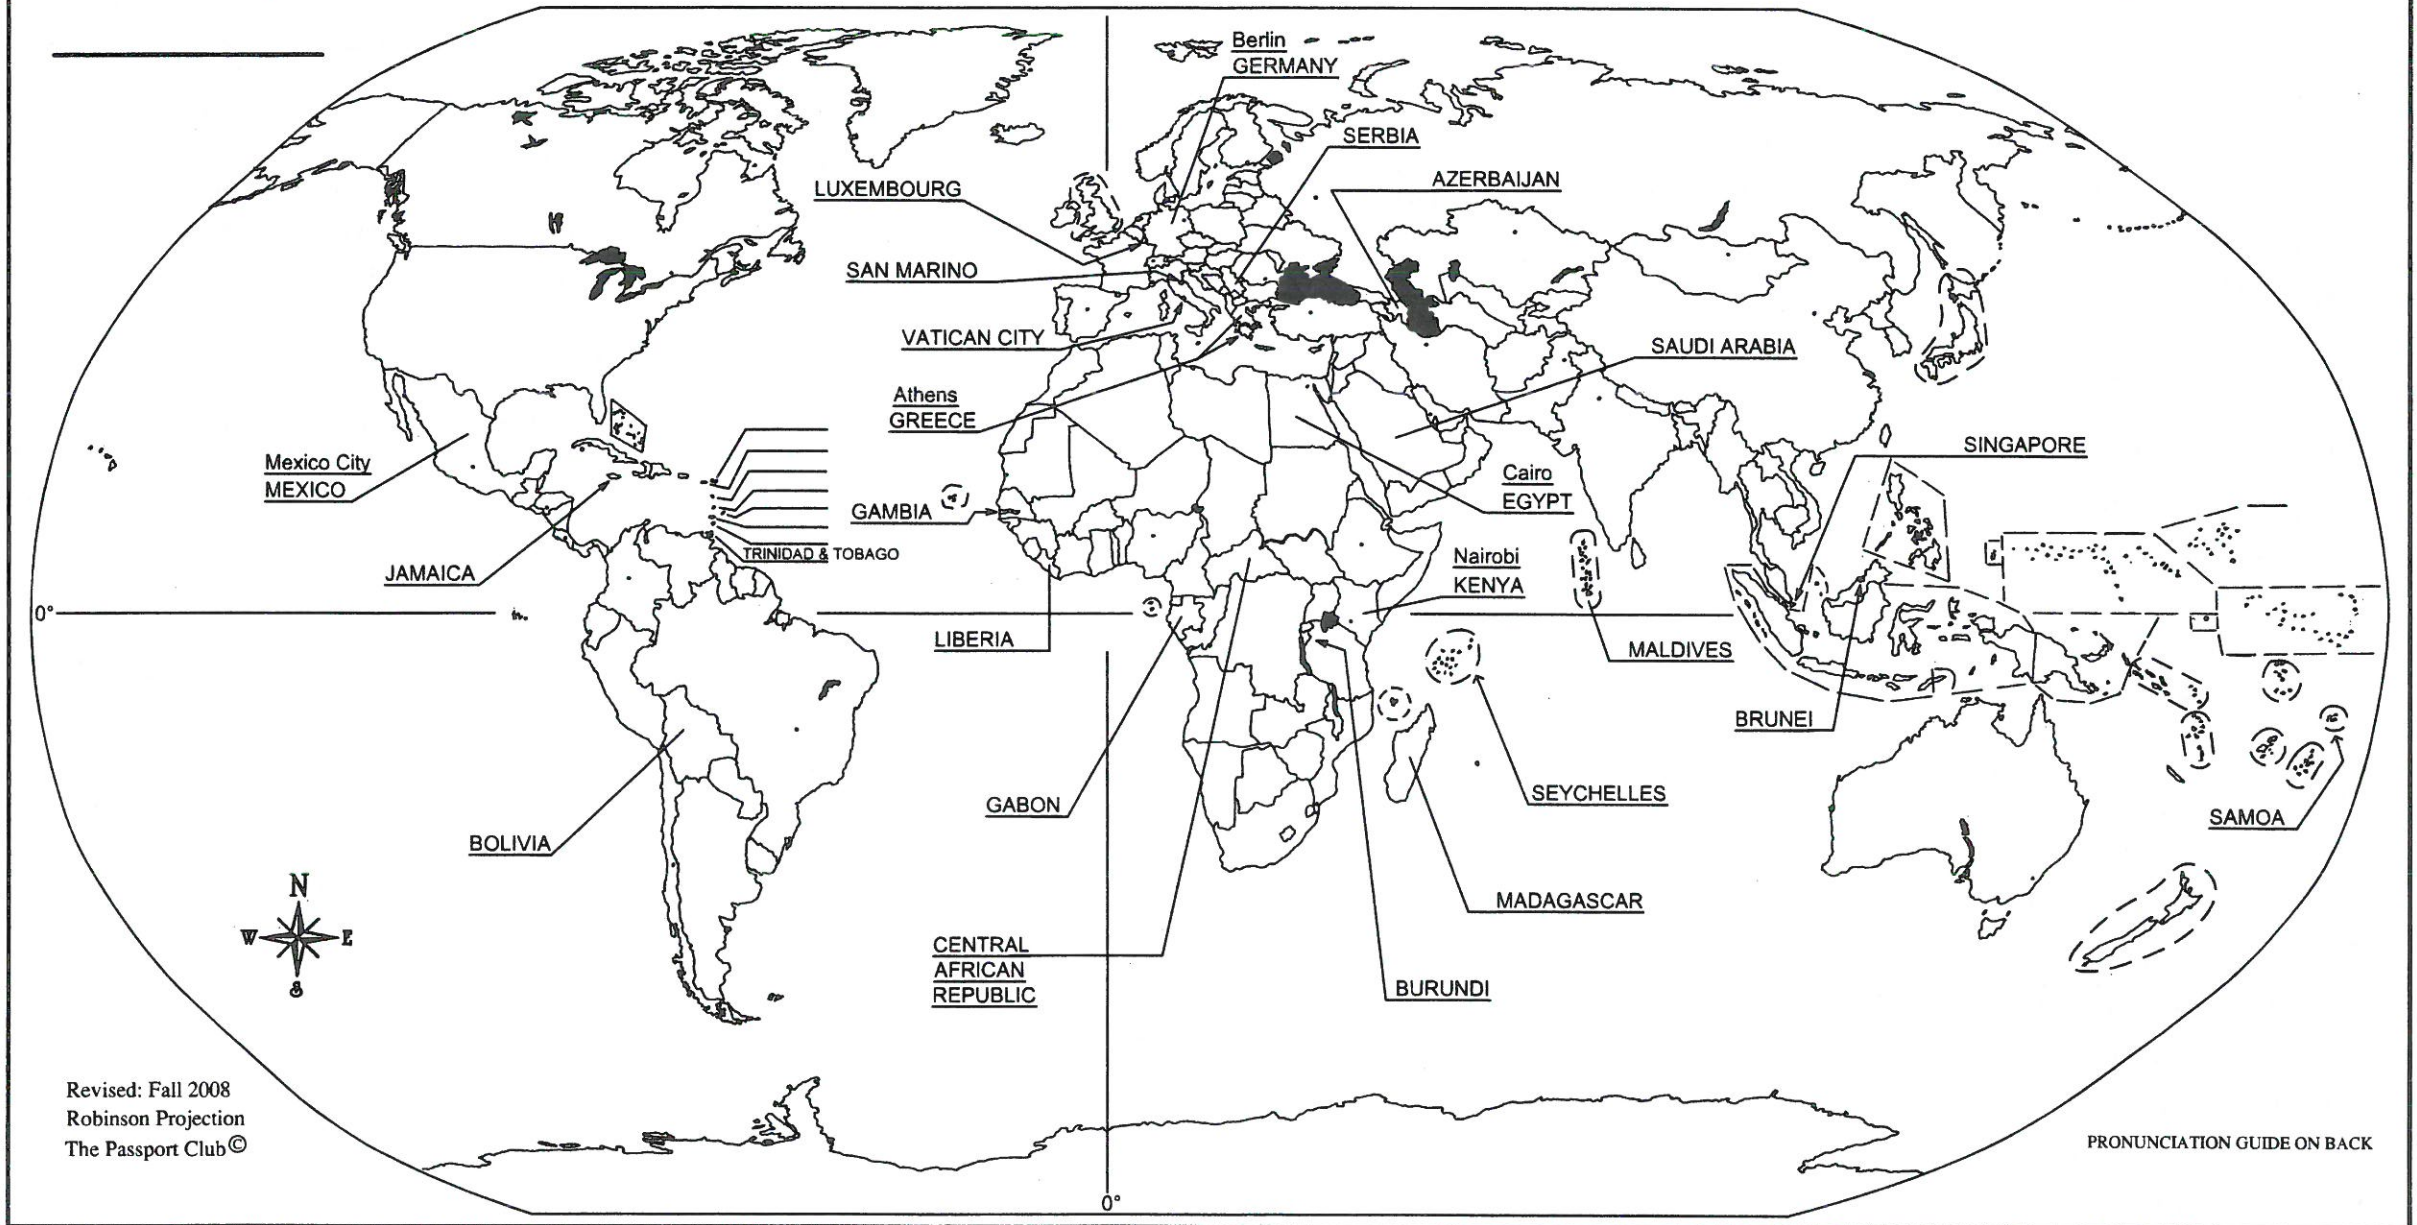 Berlin
GERMANY
SERBIA
AZERBAIJAN
LUXEMBOURG
SAN MARINO
VATICAN CITY
SAUDI ARABIA
Athens
GREECE
SINGAPORE
Mexico City
MEXICO
Cairo
EGYPT
GAMBIA
TRINIDAD & TOBAGO
JAMAICA
Nairobi
KENYA
0°
LIBERIA
MALDIVES
BRUNEI
SEYCHELLES
GABON
SAMOA
BOLIVIA
MADAGASCAR
N
W E
S
CENTRAL
AFRICAN
REPUBLIC
BURUNDI
Revised: Fall 2008
Robinson Projection
The Passport Club©
PRONUNCIATION GUIDE ON BACK
0°